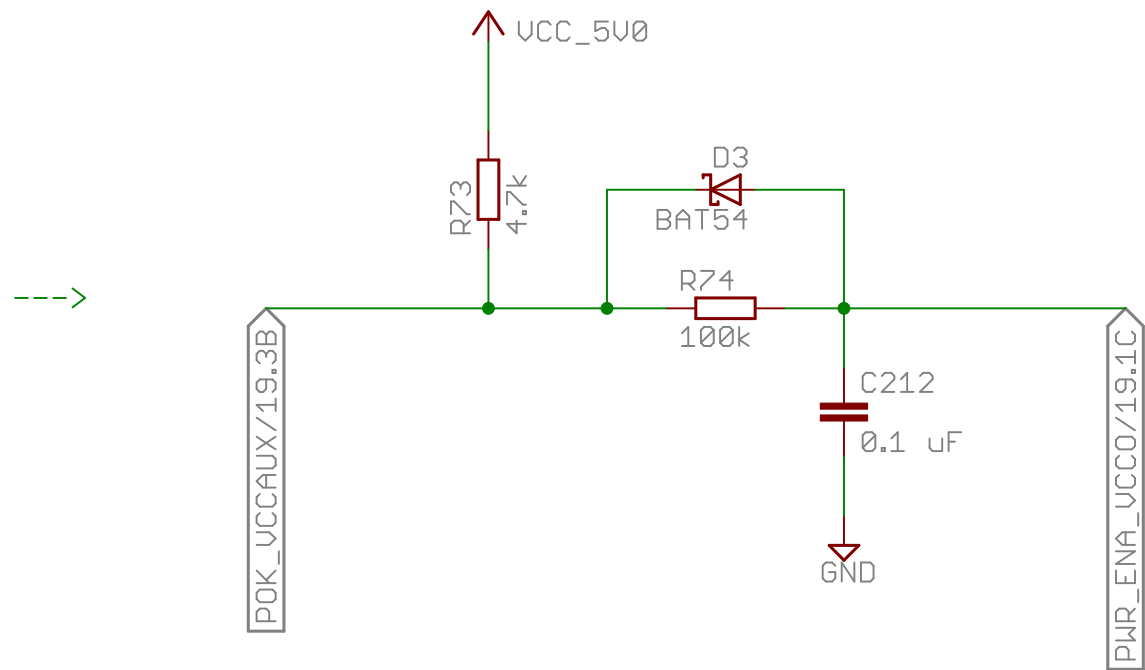 VCC_5V0
D3
R73
4.7k
BAT54
R74
100k
POK_VCCAUX/19.3B
PWR_ENA_VCCO/19.1C
C212
0.1 uF
GND